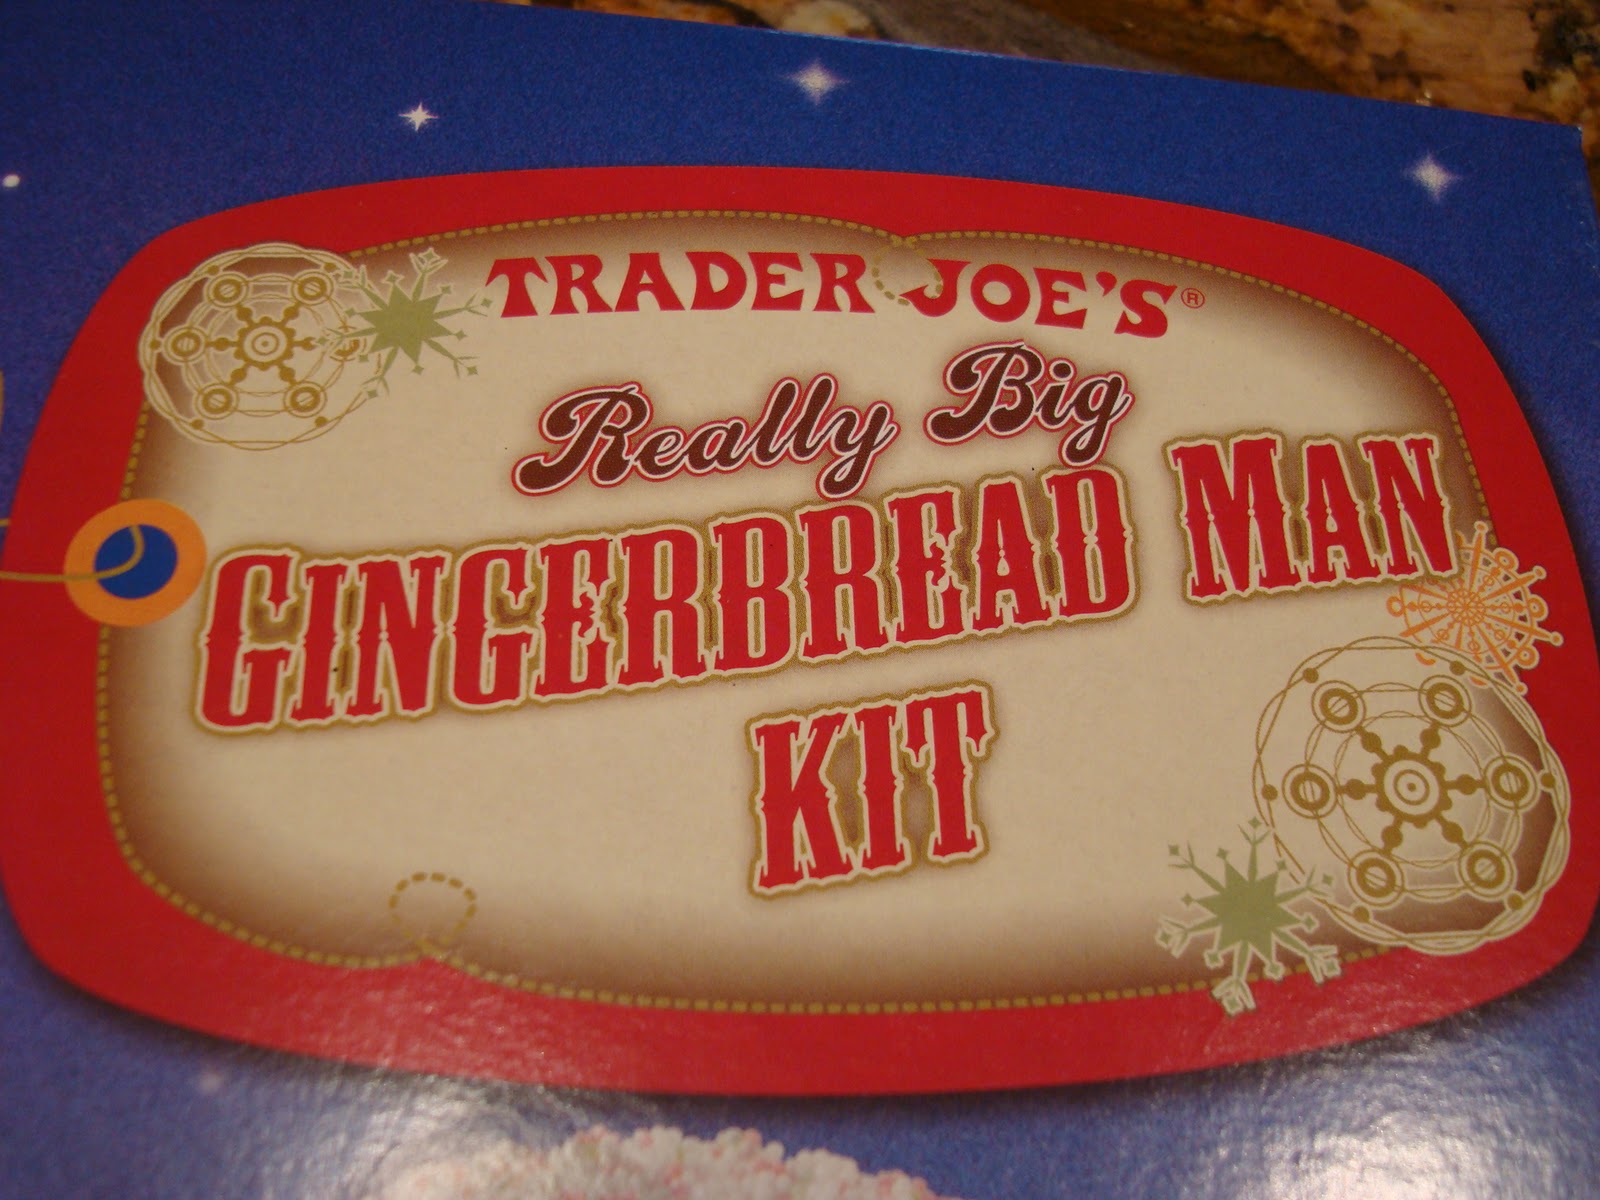 TRADER JOE'S®
Really Big
GINGERBREAD MAN
KIT